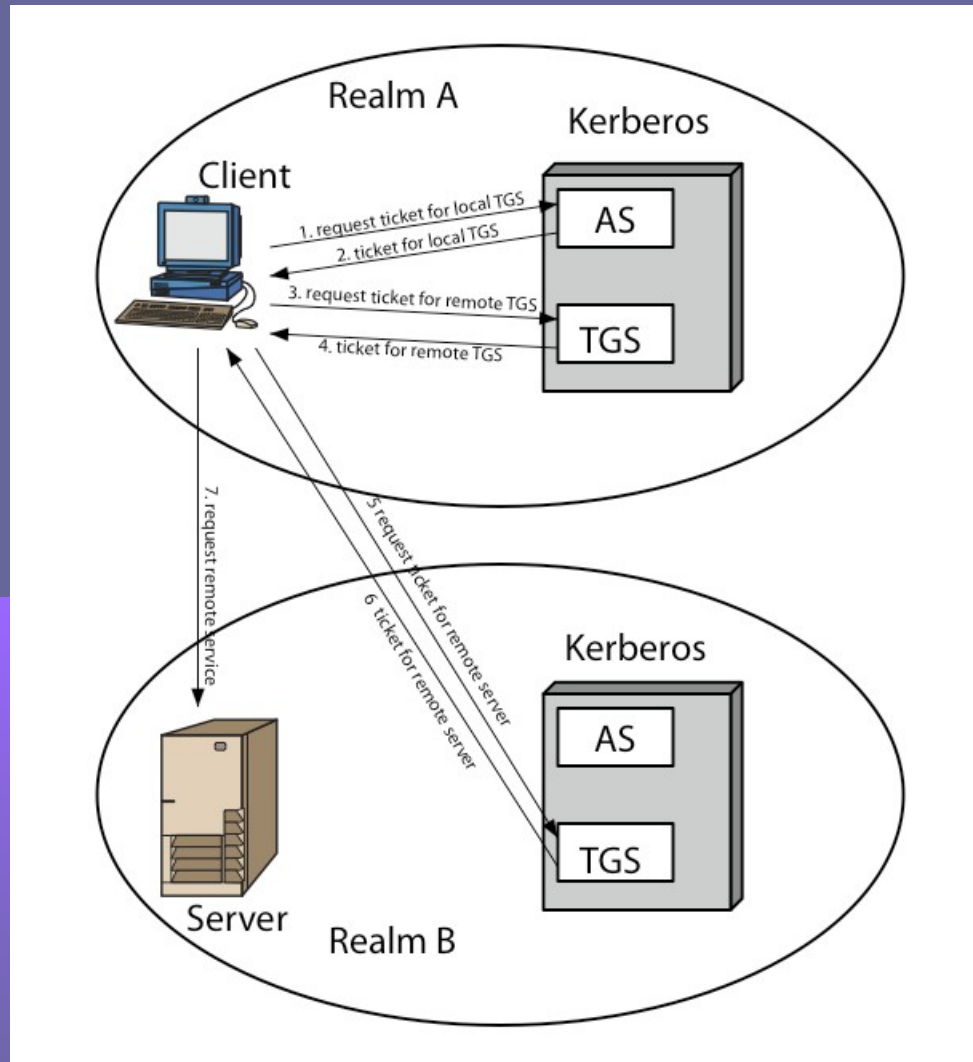 Realm A
Kerberos
Client
AS
1. request ticket for local TGS
2. ticket for local TGS
3. request ticket for remote TGS
TGS
4. ticket for remote TGS
5 request ticket for remote server
7. request remote service
6 ticket for remote server
Kerberos
AS
TGS
Server
Realm B